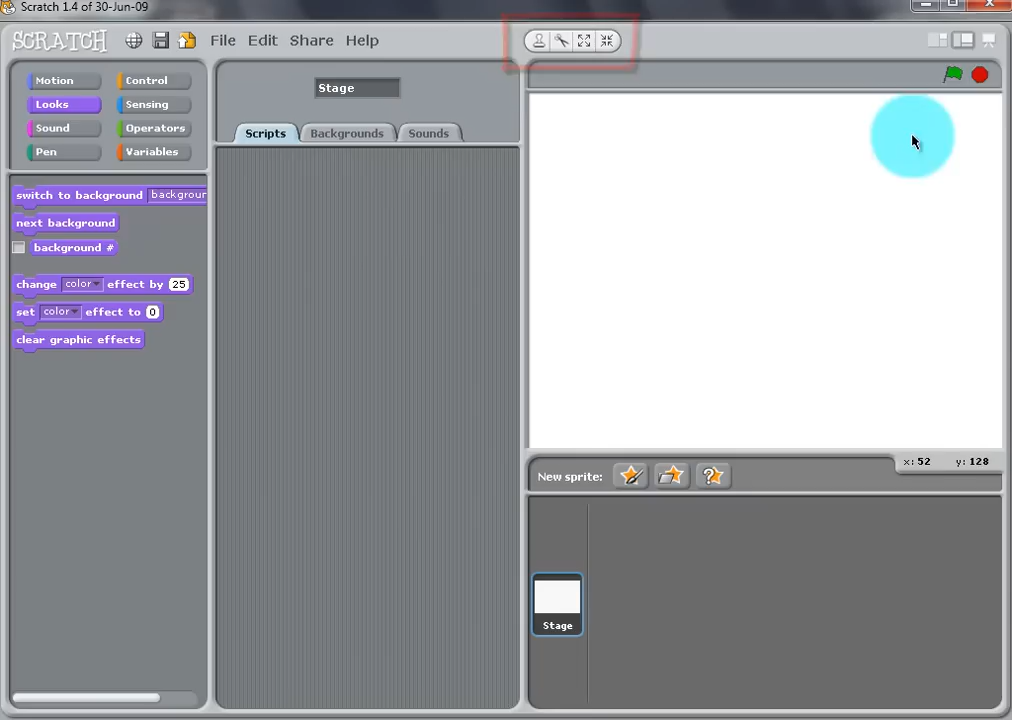 Scratch 1.4 of 30-Jun-09
SCRATCH
File Edit Share Help
Motion Control
Looks Sensing
Sound Operators
Pen Variables
switch to background backgroun
next background
background #
change color effect by 25
set color effect to 0
clear graphic effects
Stage
Scripts Backgrounds Sounds
x: 52 y: 128
New sprite:
Stage